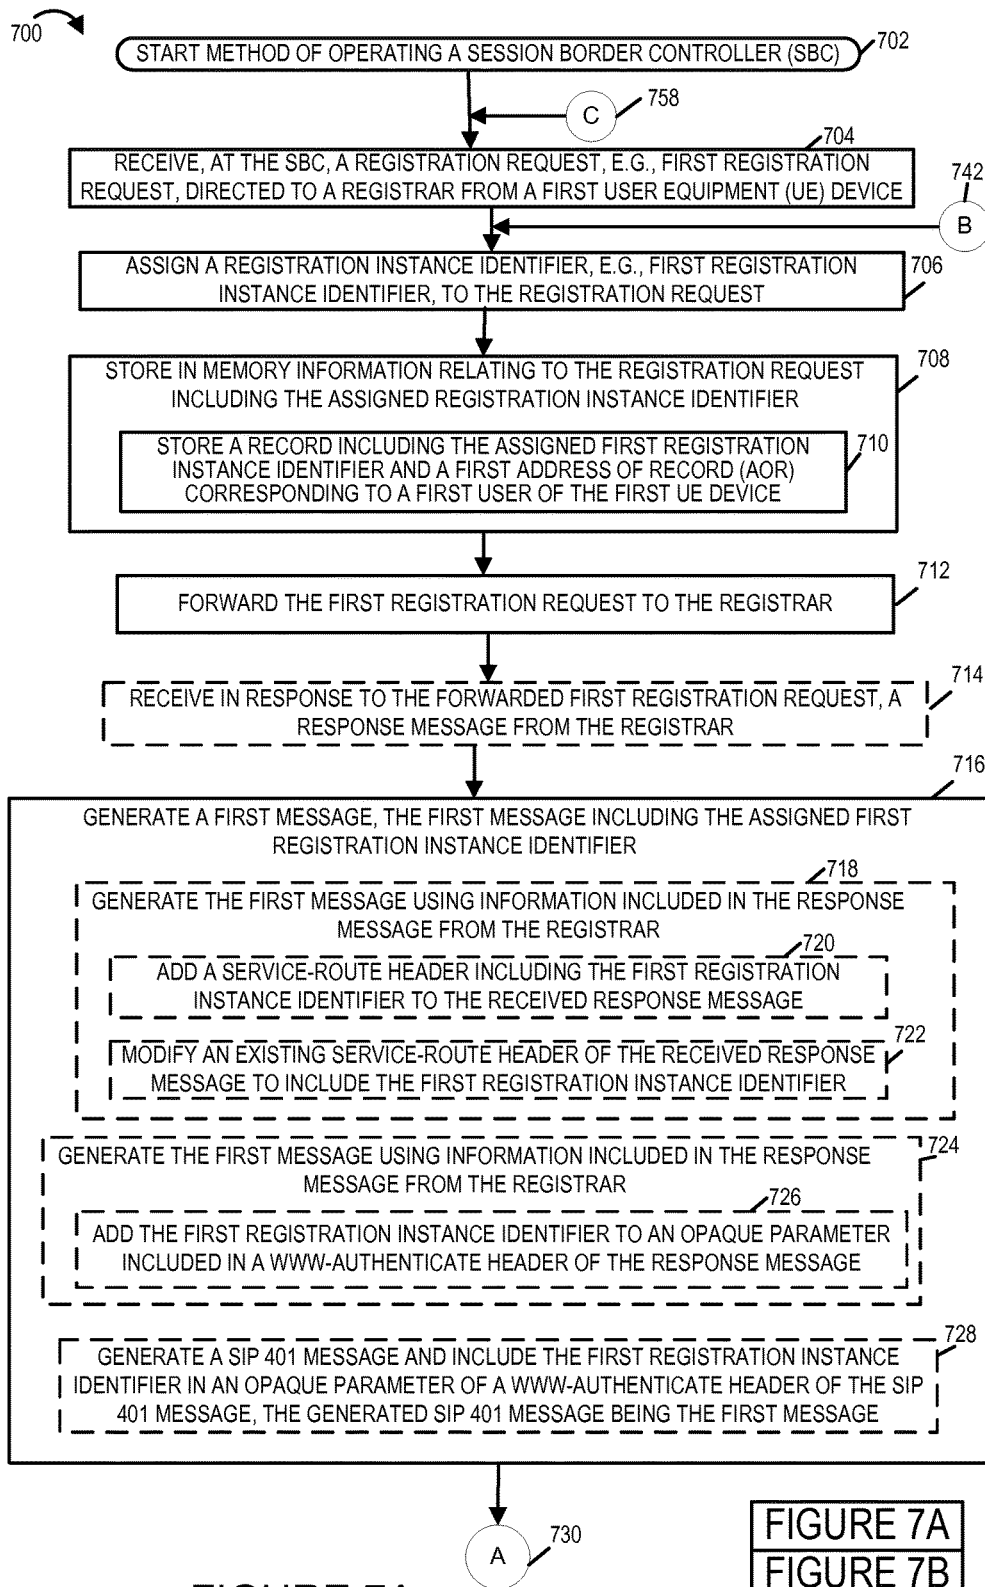 700
START METHOD OF OPERATING A SESSION BORDER CONTROLLER (SBC)
702
C
758
704
RECEIVE, AT THE SBC, A REGISTRATION REQUEST, E.G., FIRST REGISTRATION
REQUEST, DIRECTED TO A REGISTRAR FROM A FIRST USER EQUIPMENT (UE) DEVICE
742
B
ASSIGN A REGISTRATION INSTANCE IDENTIFIER, E.G., FIRST REGISTRATION
INSTANCE IDENTIFIER, TO THE REGISTRATION REQUEST
706
STORE IN MEMORY INFORMATION RELATING TO THE REGISTRATION REQUEST
INCLUDING THE ASSIGNED REGISTRATION INSTANCE IDENTIFIER
708
STORE A RECORD INCLUDING THE ASSIGNED FIRST REGISTRATION
INSTANCE IDENTIFIER AND A FIRST ADDRESS OF RECORD (AOR)
CORRESPONDING TO A FIRST USER OF THE FIRST UE DEVICE
710
FORWARD THE FIRST REGISTRATION REQUEST TO THE REGISTRAR
712
RECEIVE IN RESPONSE TO THE FORWARDED FIRST REGISTRATION REQUEST, A
RESPONSE MESSAGE FROM THE REGISTRAR
714
716
GENERATE A FIRST MESSAGE, THE FIRST MESSAGE INCLUDING THE ASSIGNED FIRST
REGISTRATION INSTANCE IDENTIFIER
718
GENERATE THE FIRST MESSAGE USING INFORMATION INCLUDED IN THE RESPONSE
MESSAGE FROM THE REGISTRAR
720
ADD A SERVICE-ROUTE HEADER INCLUDING THE FIRST REGISTRATION
INSTANCE IDENTIFIER TO THE RECEIVED RESPONSE MESSAGE
722
MODIFY AN EXISTING SERVICE-ROUTE HEADER OF THE RECEIVED RESPONSE
MESSAGE TO INCLUDE THE FIRST REGISTRATION INSTANCE IDENTIFIER
724
GENERATE THE FIRST MESSAGE USING INFORMATION INCLUDED IN THE RESPONSE
MESSAGE FROM THE REGISTRAR
726
ADD THE FIRST REGISTRATION INSTANCE IDENTIFIER TO AN OPAQUE PARAMETER
INCLUDED IN A WWW-AUTHENTICATE HEADER OF THE RESPONSE MESSAGE
728
GENERATE A SIP 401 MESSAGE AND INCLUDE THE FIRST REGISTRATION INSTANCE
IDENTIFIER IN AN OPAQUE PARAMETER OF A WWW-AUTHENTICATE HEADER OF THE SIP
401 MESSAGE, THE GENERATED SIP 401 MESSAGE BEING THE FIRST MESSAGE
A
730
FIGURE 7A
FIGURE 7B
FIGURE 7A